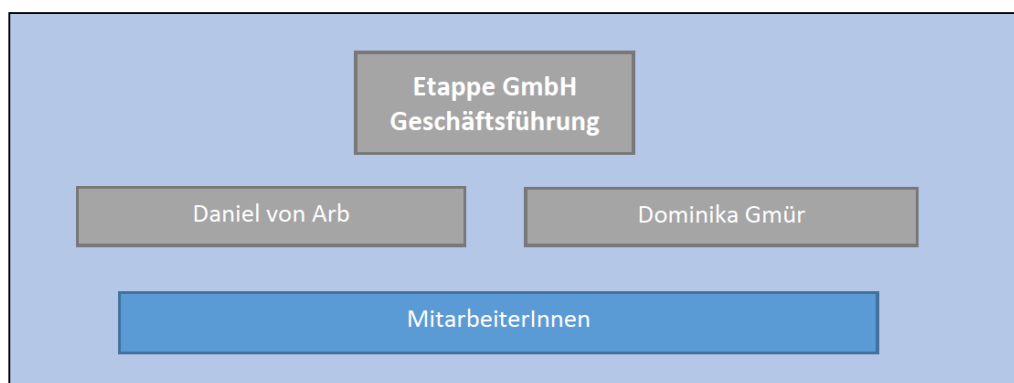 Etappe GmbH
Geschäftsführung
Daniel von Arb
Dominika Gmür
MitarbeiterInnen